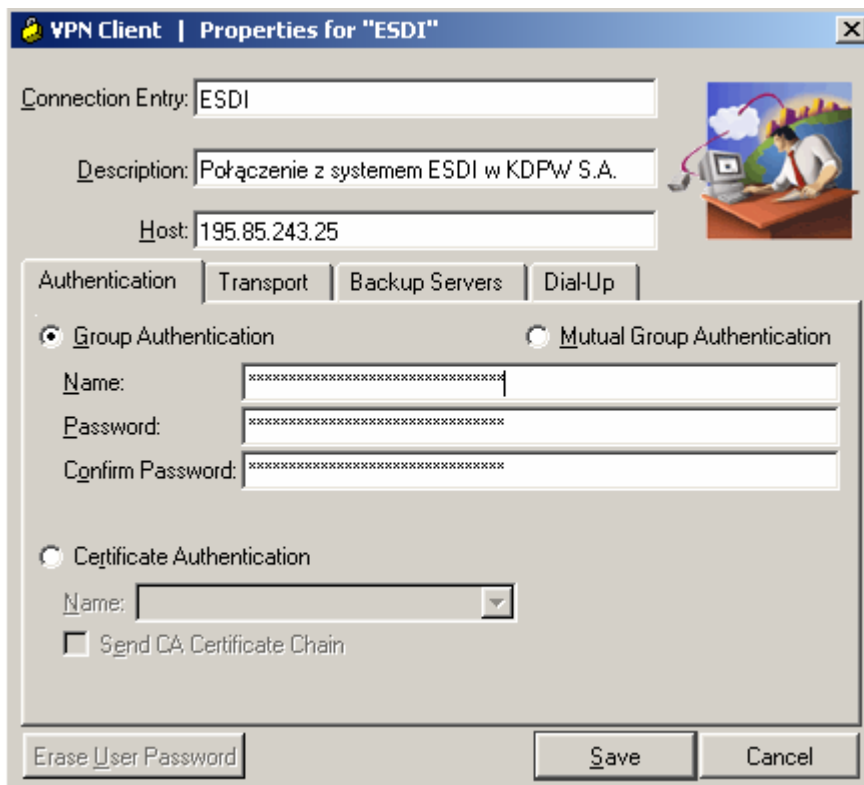 VPN Client | Properties for "ESDI"
Connection Entry: ESDI
Description: Połączenie z systemem ESDI w KDPW S.A.
Host: 195.85.243.25
Authentication Transport Backup Servers Dial-Up
Group Authentication Mutual Group Authentication
Name: ********************************
Password: ********************************
Confirm Password: ********************************
Certificate Authentication
Name:
Send CA Certificate Chain
Erase User Password Save Cancel